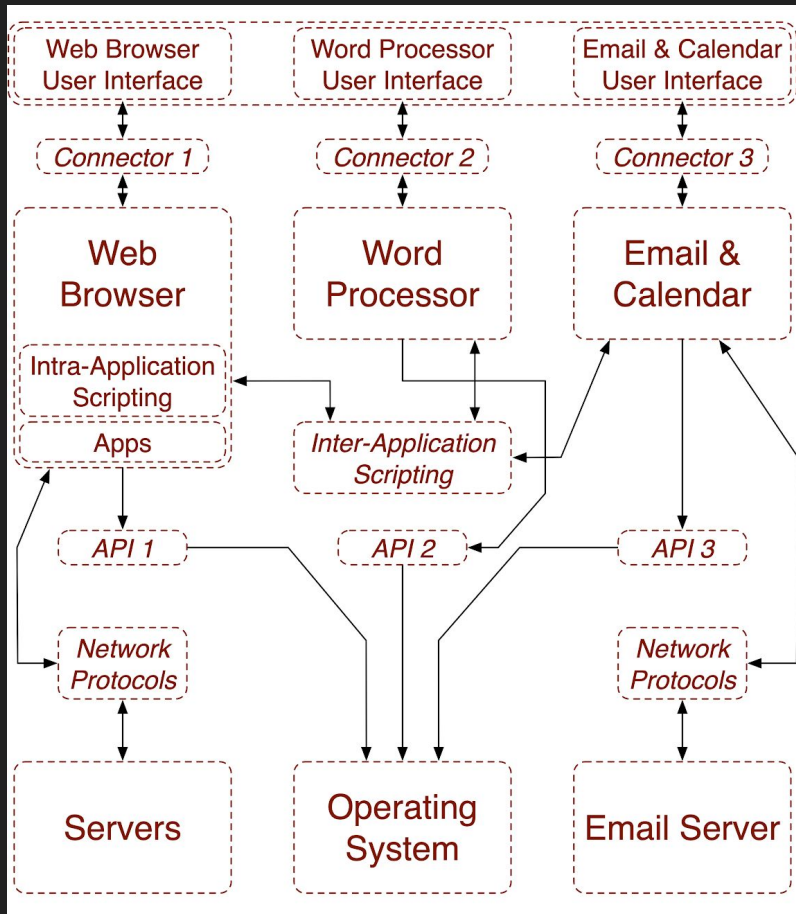 Web Browser
User Interface
Word Processor
User Interface
Email & Calendar
User Interface
Connector 1
Connector 2
Connector 3
Web
Browser
Word
Processor
Email &
Calendar
Intra-Application
Scripting
Apps
Inter-Application
Scripting
API 1
API 2
API 3
Network
Protocols
Network
Protocols
Servers
Operating
System
Email Server